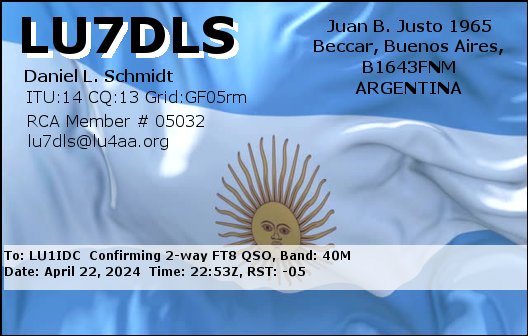 LU7DLS
Daniel L. Schmidt
ITU:14 CQ:13 Grid:GF05rm
RCA Member # 05032
lu7dls@lu4aa.org
Juan B. Justo 1965
Beccar, Buenos Aires,
B1643FNM
ARGENTINA
To: LU1IDC Confirming 2-way FT8 QSO, Band: 40M
Date: April 22, 2024 Time: 22:53Z, RST: -05